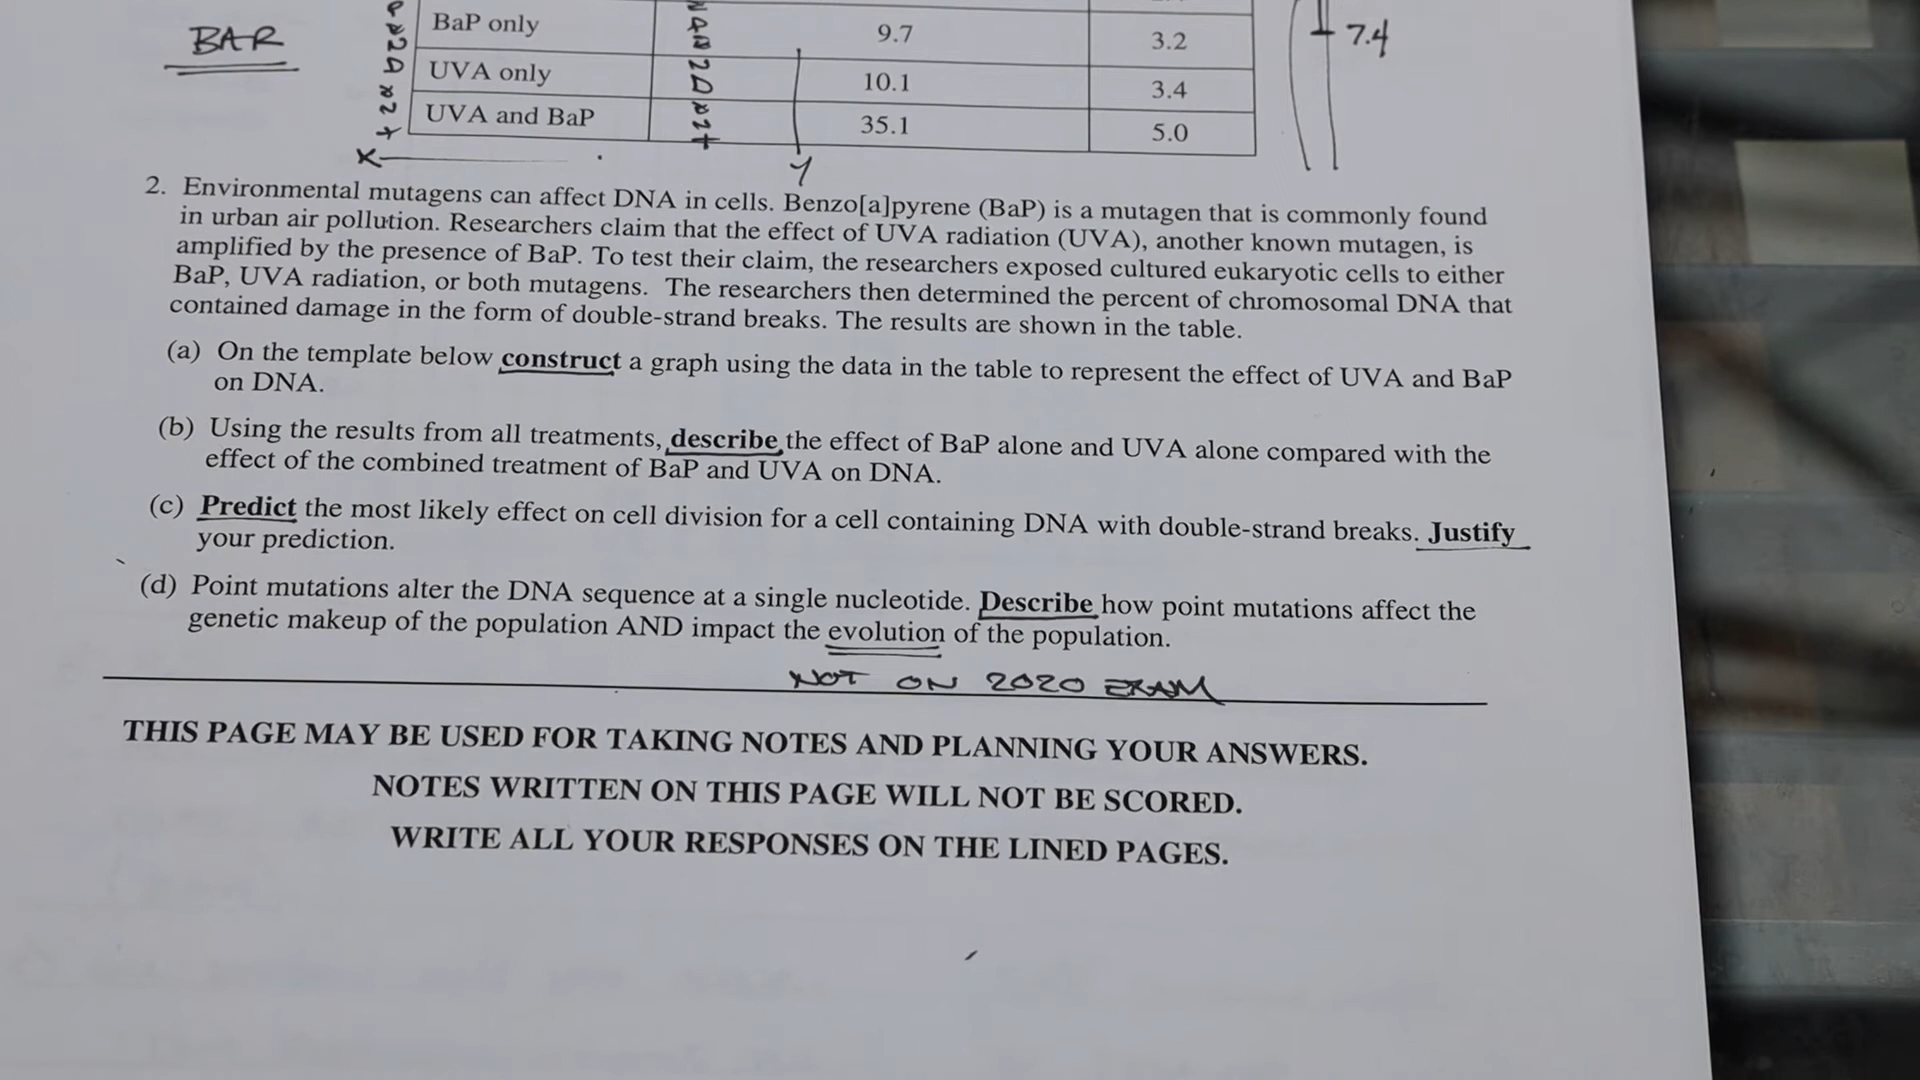 BaP only 9.7 3.2
BAR
7.4
UVA only 10.1 3.4
UVA and BaP 35.1 5.0
X
y
2. Environmental mutagens can affect DNA in cells. Benzo[a]pyrene (BaP) is a mutagen that is commonly found
in urban air pollution. Researchers claim that the effect of UVA radiation (UVA), another known mutagen, is
amplified by the presence of BaP. To test their claim, the researchers exposed cultured eukaryotic cells to either
BaP, UVA radiation, or both mutagens. The researchers then determined the percent of chromosomal DNA that
contained damage in the form of double-strand breaks. The results are shown in the table.
(a) On the template below construct a graph using the data in the table to represent the effect of UVA and BaP
on DNA.
(b) Using the results from all treatments, describe the effect of BaP alone and UVA alone compared with the
effect of the combined treatment of BaP and UVA on DNA.
(c) Predict the most likely effect on cell division for a cell containing DNA with double-strand breaks. Justify
your prediction.
(d) Point mutations alter the DNA sequence at a single nucleotide. Describe how point mutations affect the
genetic makeup of the population AND impact the evolution of the population.
NOT ON 2020 EXAM
THIS PAGE MAY BE USED FOR TAKING NOTES AND PLANNING YOUR ANSWERS.
NOTES WRITTEN ON THIS PAGE WILL NOT BE SCORED.
WRITE ALL YOUR RESPONSES ON THE LINED PAGES.